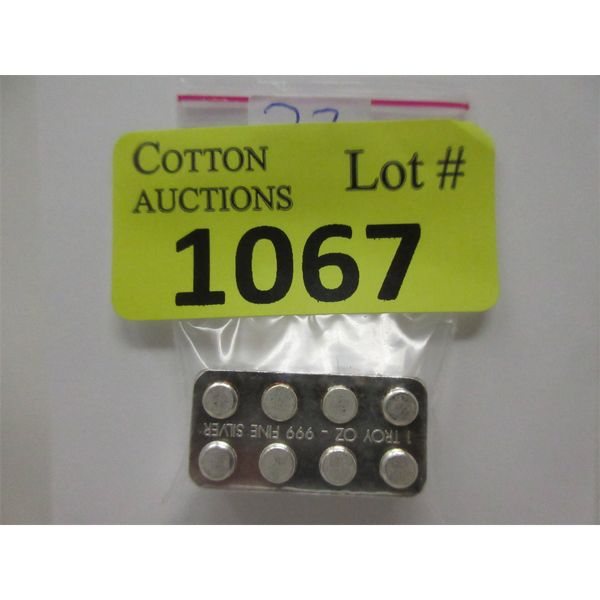 COTTON
AUCTIONS
Lot #
1067
1 TROY OZ - 999 FINE SILVER